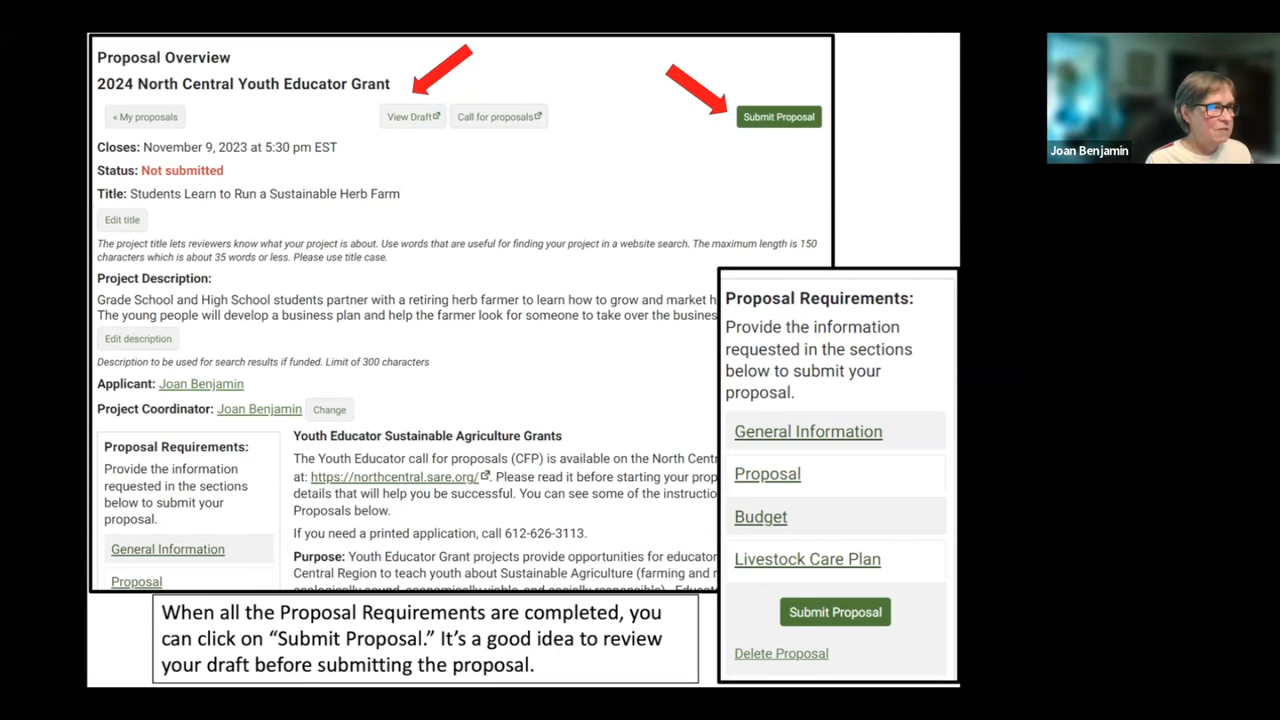 Proposal Overview
2024 North Central Youth Educator Grant
« My proposals
View Draft
Call for proposals
Submit Proposal
Closes: November 9, 2023 at 5:30 pm EST
Status: Not submitted
Title: Students Learn to Run a Sustainable Herb Farm
Edit title
The project title lets reviewers know what your project is about. Use words that are useful for finding your project in a website search. The maximum length is 150
characters which is about 35 words or less. Please use title case.
Project Description:
Grade School and High School students partner with a retiring herb farmer to learn how to grow and market h
The young people will develop a business plan and help the farmer look for someone to take over the busines
Edit description
Description to be used for search results if funded. Limit of 300 characters
Applicant: Joan Benjamin
Project Coordinator: Joan Benjamin Change
Proposal Requirements:
Provide the information
requested in the sections
below to submit your
proposal.
General Information
Proposal
Youth Educator Sustainable Agriculture Grants
The Youth Educator call for proposals (CFP) is available on the North Centr
at: https://northcentral.sare.org/. Please read it before starting your prop
details that will help you be successful. You can see some of the instructio
Proposals below.
If you need a printed application, call 612-626-3113.
Purpose: Youth Educator Grant projects provide opportunities for educator
Central Region to teach youth about Sustainable Agriculture (farming and r
Proposal Requirements:
Provide the information
requested in the sections
below to submit your
proposal.
General Information
Proposal
Budget
Livestock Care Plan
Submit Proposal
Delete Proposal
When all the Proposal Requirements are completed, you
can click on “Submit Proposal.” It’s a good idea to review
your draft before submitting the proposal.
Joan Benjamin